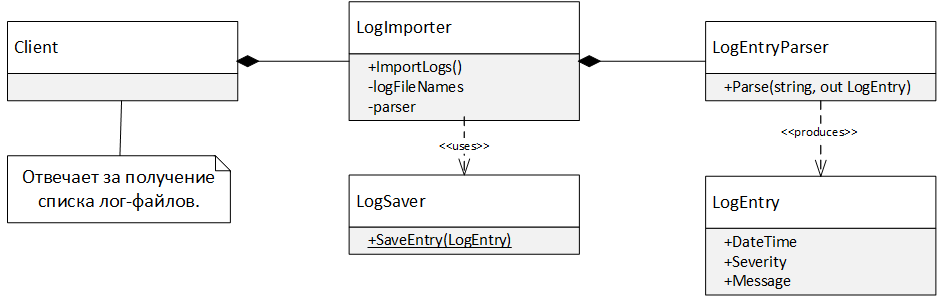 Client
Отвечает за получение
списка лог-файлов.
LogImporter
+ImportLogs()
-logFileNames
-parser
<<uses>>
LogSaver
+SaveEntry(LogEntry)
LogEntryParser
+Parse(string, out LogEntry)
<<produces>>
LogEntry
+DateTime
+Severity
+Message